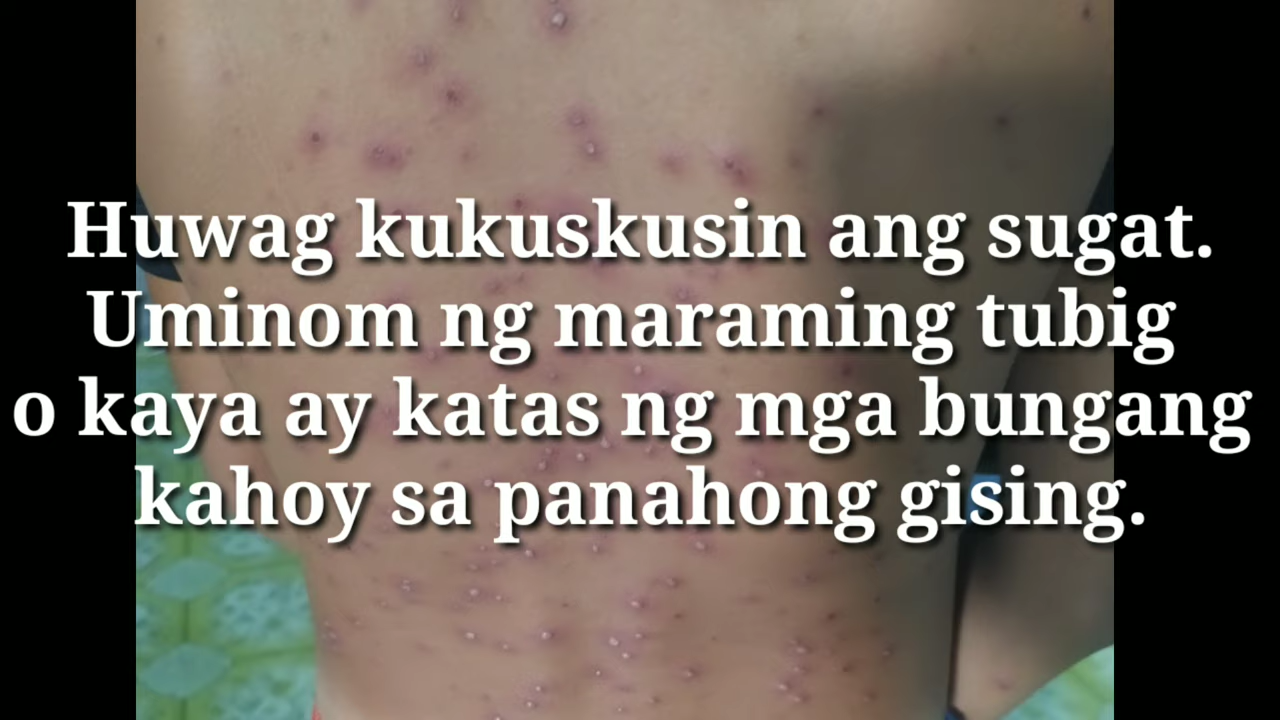 Huwag kukuskusin ang sugat.
Uminom ng maraming tubig
o kaya ay katas ng mga bungang
kahoy sa panahong gising.